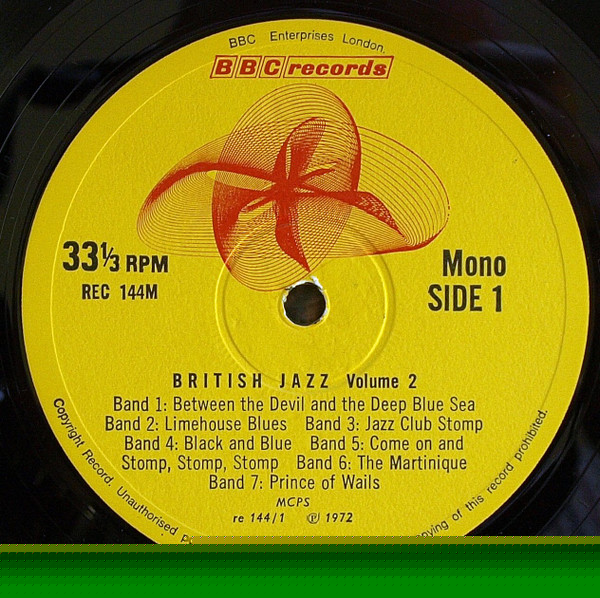 BBC Enterprises London.
BBC records
33⅓ RPM
REC 144M
Mono
SIDE 1
BRITISH JAZZ Volume 2
Band 1: Between the Devil and the Deep Blue Sea
Band 2: Limehouse Blues Band 3: Jazz Club Stomp
Band 4: Black and Blue Band 5: Come on and
Stomp, Stomp, Stomp Band 6: The Martinique
Band 7: Prince of Wails
MCPS
re 144/1 ℗ 1972
Copyright Record. Unauthorised of this record prohibited.